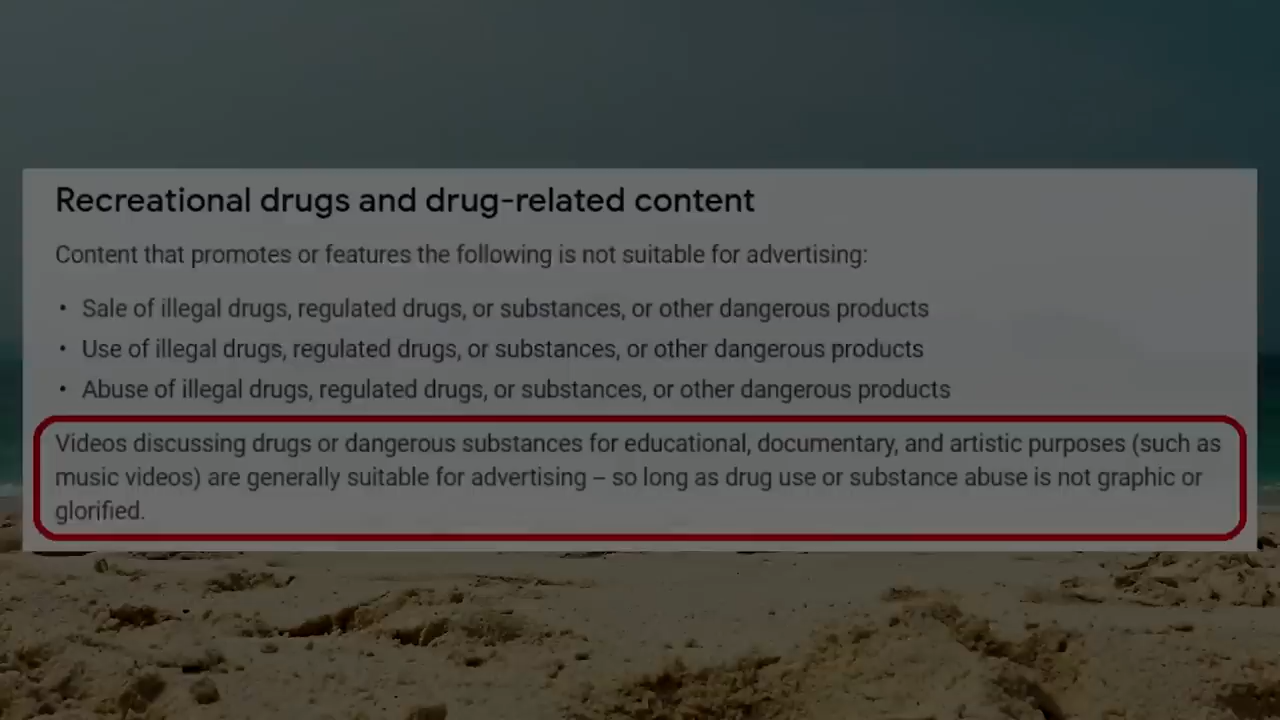 Recreational drugs and drug-related content
Content that promotes or features the following is not suitable for advertising:
• Sale of illegal drugs, regulated drugs, or substances, or other dangerous products
• Use of illegal drugs, regulated drugs, or substances, or other dangerous products
• Abuse of illegal drugs, regulated drugs, or substances, or other dangerous products
Videos discussing drugs or dangerous substances for educational, documentary, and artistic purposes (such as
music videos) are generally suitable for advertising – so long as drug use or substance abuse is not graphic or
glorified.